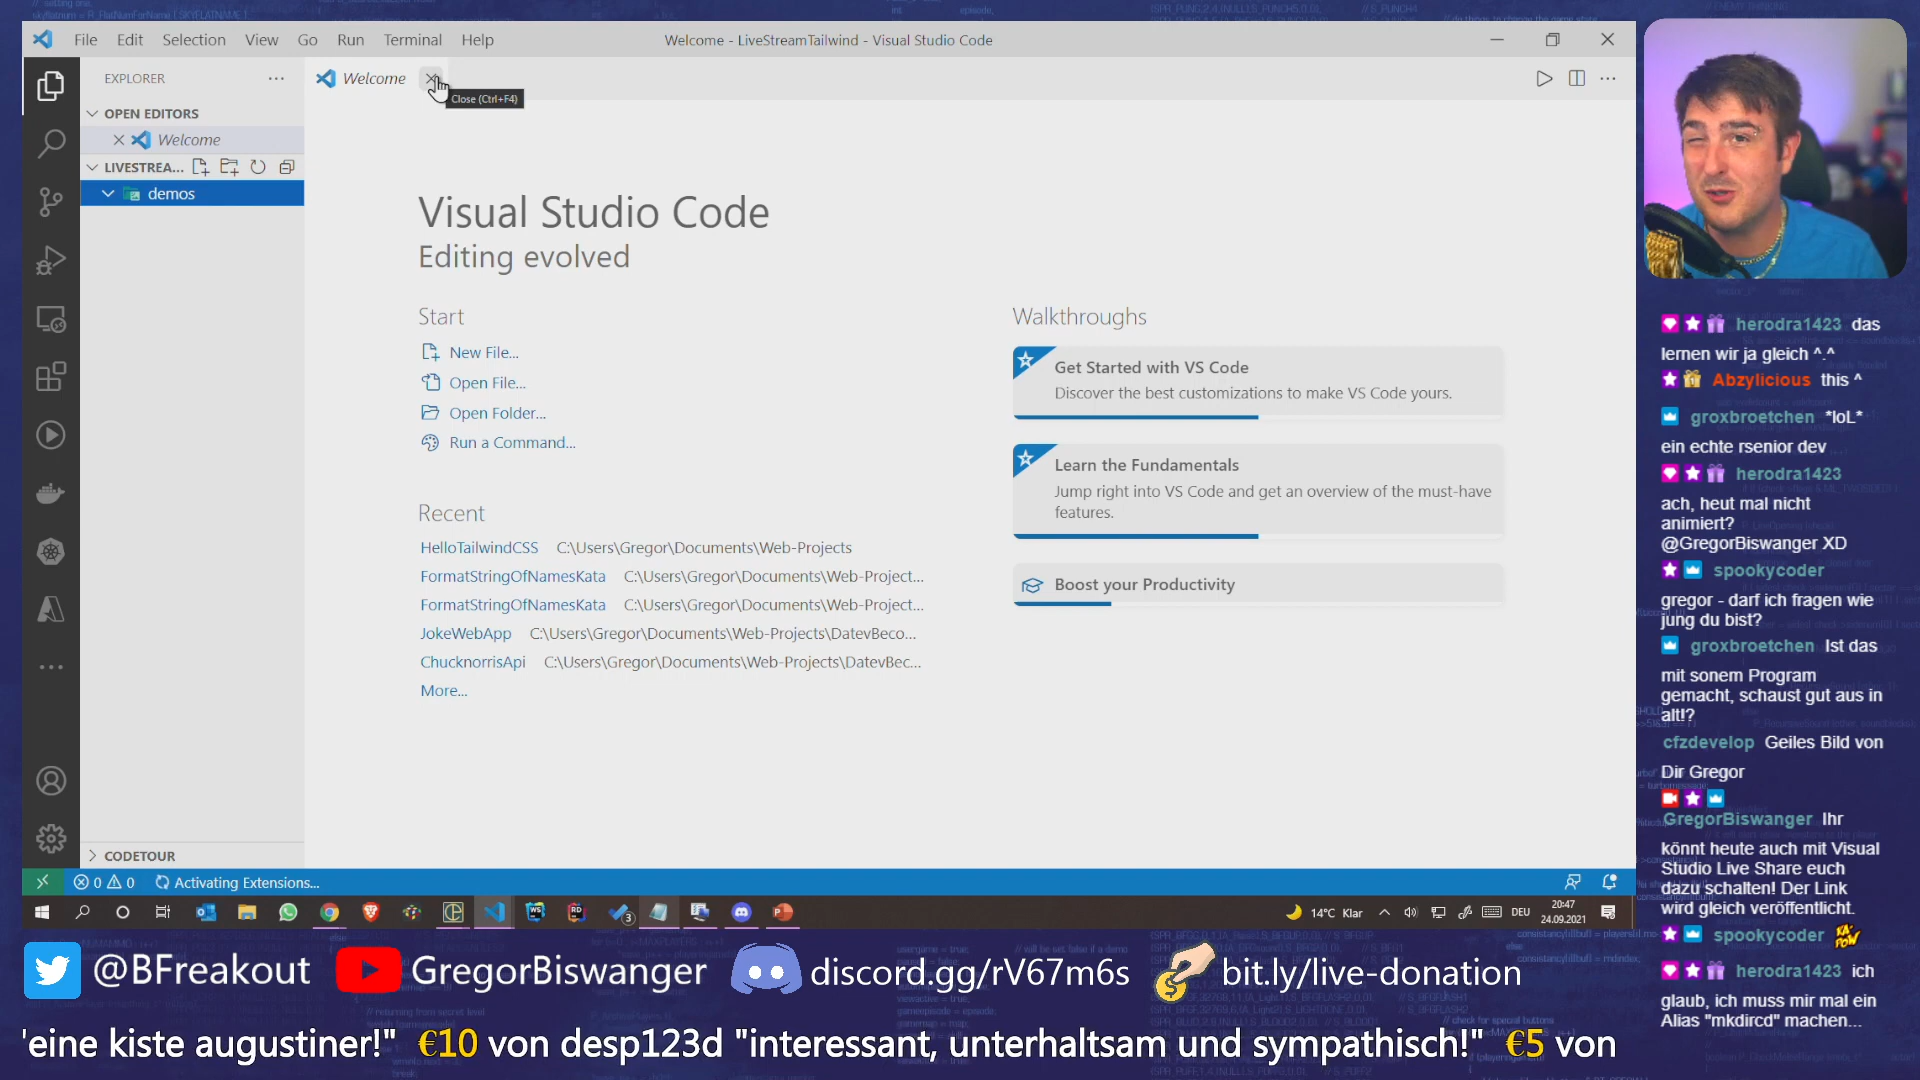 File Edit Selection View Go Run Terminal Help
Welcome - LiveStreamTailwind - Visual Studio Code
EXPLORER
OPEN EDITORS
Welcome
LIVESTREA...
demos
CODETOUR
Welcome
Close (Ctrl+F4)
Visual Studio Code
Editing evolved
Start
New File...
Open File...
Open Folder...
Run a Command...
Recent
HelloTailwindCSS C:\Users\Gregor\Documents\Web-Projects
FormatStringOfNamesKata C:\Users\Gregor\Documents\Web-Project...
FormatStringOfNamesKata C:\Users\Gregor\Documents\Web-Project...
JokeWebApp C:\Users\Gregor\Documents\Web-Projects\DatevBeco...
ChucknorrisApi C:\Users\Gregor\Documents\Web-Projects\DatevBec...
More...
Walkthroughs
Get Started with VS Code
Discover the best customizations to make VS Code yours.
Learn the Fundamentals
Jump right into VS Code and get an overview of the must-have
features.
Boost your Productivity
0 0 Activating Extensions...
3
14°C Klar
DEU
20:47
24.09.2021
herodra1423 das
lernen wir ja gleich ^.^
Abzylicious this ^
groxbroetchen *loL*
ein echte rsenior dev
herodra1423
ach, heut mal nicht
animiert?
@GregorBiswanger XD
spookycoder
gregor - darf ich fragen wie
jung du bist?
groxbroetchen Ist das
mit sonem Program
gemacht, schaust gut aus in
alt!?
cfzdevelop Geiles Bild von
Dir Gregor
GregorBiswanger Ihr
könnt heute auch mit Visual
Studio Live Share euch
dazu schalten! Der Link
wird gleich veröffentlicht.
spookycoder KA POW
herodra1423 ich
glaub, ich muss mir mal ein
Alias "mkdircd" machen...
@BFreakout GregorBiswanger discord.gg/rV67m6s bit.ly/live-donation
'eine kiste augustiner!" €10 von desp123d "interessant, unterhaltsam und sympathisch!" €5 von